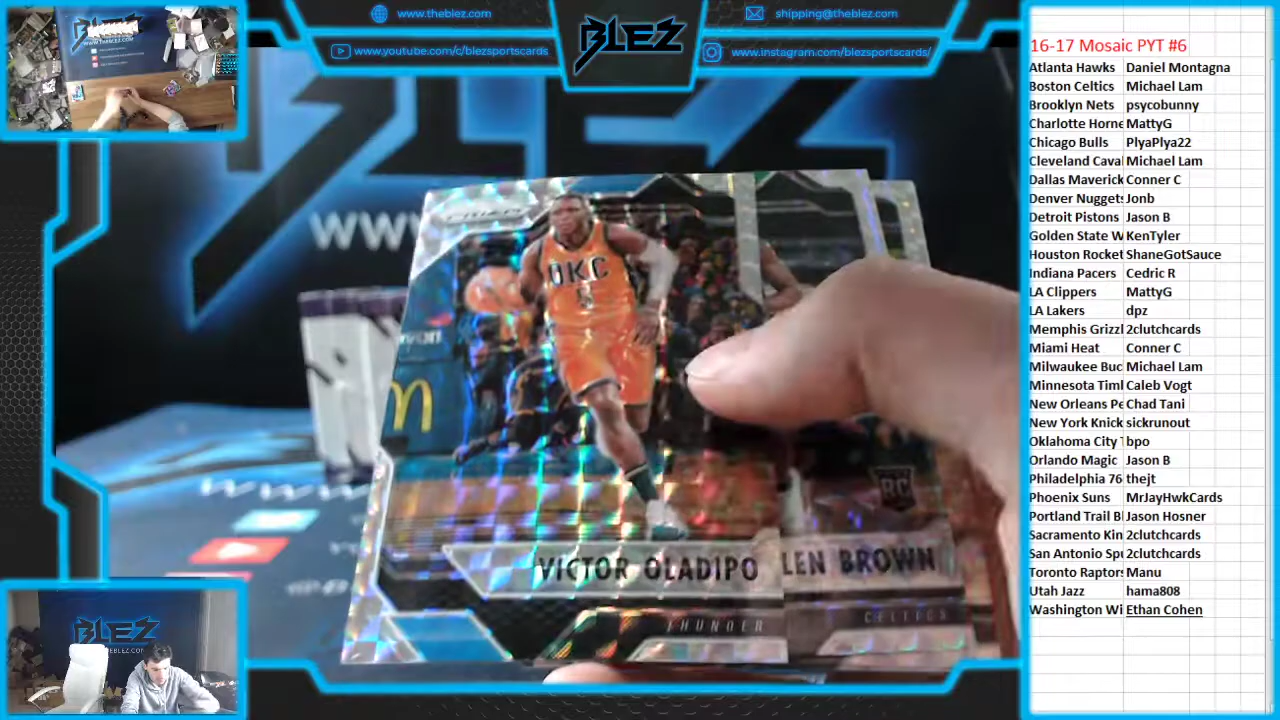 www.theblez.com
shipping@theblez.com
www.youtube.com/c/blezsportscards
www.instagram.com/blezsportscards/
BLEZ
16-17 Mosaic PYT #6
Atlanta Hawks Daniel Montagna
Boston Celtics Michael Lam
Brooklyn Nets psycobunny
Charlotte Horne MattyG
Chicago Bulls PlyaPlya22
Cleveland Caval Michael Lam
Dallas Maverick Conner C
Denver Nuggets Jonb
Detroit Pistons Jason B
Golden State W KenTyler
Houston Rocket ShaneGotSauce
Indiana Pacers Cedric R
LA Clippers MattyG
LA Lakers dpz
Memphis Grizzl 2clutchcards
Miami Heat Conner C
Milwaukee Buc Michael Lam
Minnesota Timl Caleb Vogt
New Orleans Pe Chad Tani
New York Knick sickrunout
Oklahoma City bpo
Orlando Magic Jason B
Philadelphia 76 thejt
Phoenix Suns MrJayHwkCards
Portland Trail B Jason Hosner
Sacramento Kin 2clutchcards
San Antonio Spu 2clutchcards
Toronto Raptors Manu
Utah Jazz hama808
Washington Wi Ethan Cohen
BLEZ
WWW
PRIZM
OKC
5
RC
VICTOR OLADIPO
LEN BROWN
THUNDER
CELTICS
BLEZ